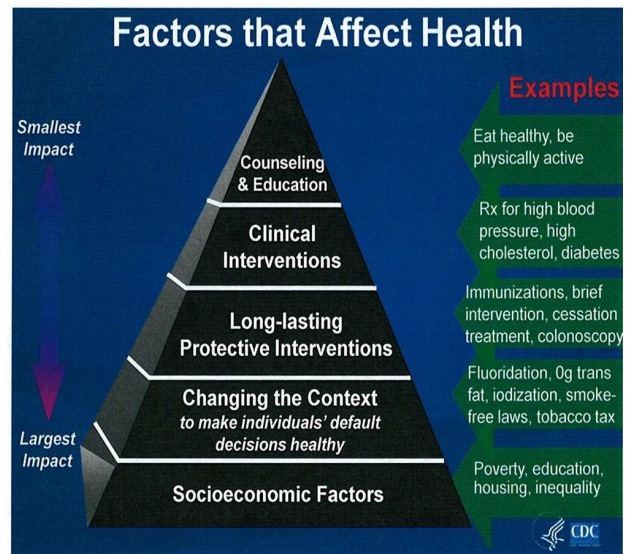 Factors that Affect Health
Examples
Smallest
Impact
Largest
Impact
Counseling
& Education
Eat healthy, be
physically active
Clinical
Interventions
Rx for high blood
pressure, high
cholesterol, diabetes
Long-lasting
Protective Interventions
Immunizations, brief
intervention, cessation
treatment, colonoscopy
Changing the Context
to make individuals' default
decisions healthy
Fluoridation, 0g trans
fat, iodization, smoke-
free laws, tobacco tax
Socioeconomic Factors
Poverty, education,
housing, inequality
CDC